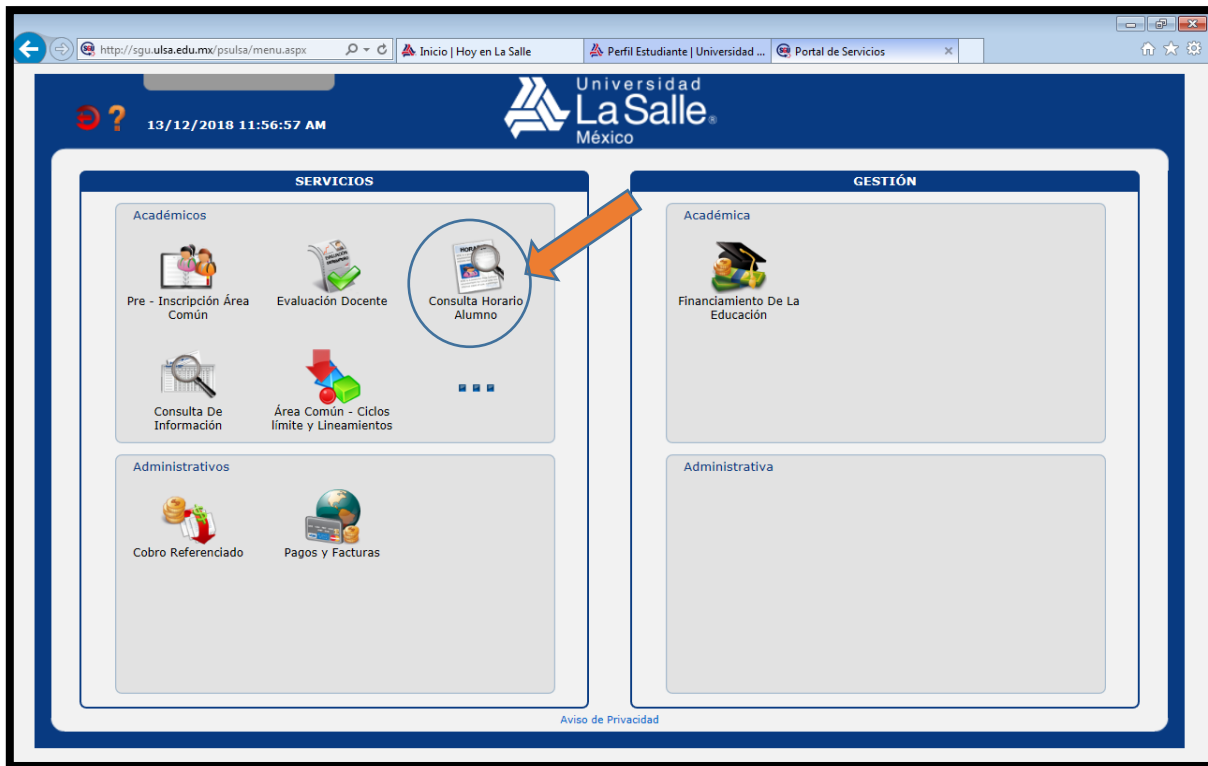 http://sgu.ulsa.edu.mx/psulsa/menu.aspx
Inicio | Hoy en La Salle
Perfil Estudiante | Universidad ...
Portal de Servicios
13/12/2018 11:56:57 AM
Universidad
La Salle®
México
SERVICIOS
Académicos
Pre - Inscripción Área
Común
Evaluación Docente
Consulta Horario
Alumno
Consulta De
Información
Área Común - Ciclos
límite y Lineamientos
Administrativos
Cobro Referenciado
Pagos y Facturas
GESTIÓN
Académica
Financiamiento De La
Educación
Administrativa
Aviso de Privacidad